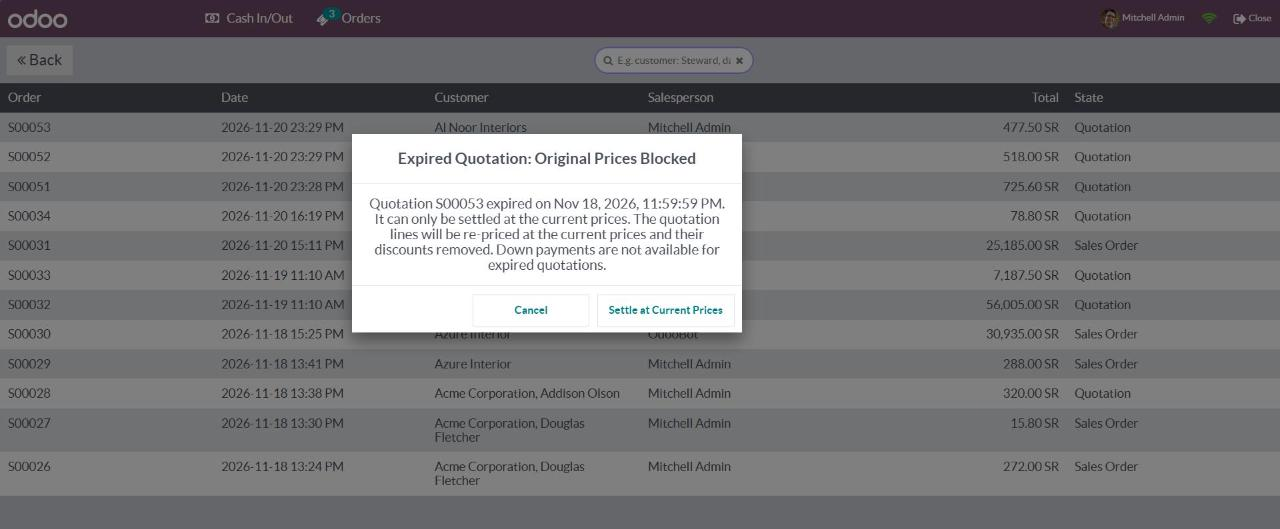 odoo
Cash In/Out
3
Orders
Mitchell Admin
Close
« Back
E.g. customer: Steward, da
Order Date Customer Salesperson Total State
S00053 2026-11-20 23:29 PM Al Noor Interiors Mitchell Admin 477.50 SR Quotation
S00052 2026-11-20 23:29 PM 518.00 SR Quotation
S00051 2026-11-20 23:28 PM 725.60 SR Quotation
S00034 2026-11-20 16:19 PM 78.80 SR Quotation
S00031 2026-11-20 15:11 PM 25,185.00 SR Sales Order
S00033 2026-11-19 11:10 AM 7,187.50 SR Quotation
S00032 2026-11-19 11:10 AM 56,005.00 SR Quotation
S00030 2026-11-18 15:25 PM Azure Interior OdooBot 30,935.00 SR Sales Order
S00029 2026-11-18 13:41 PM Azure Interior Mitchell Admin 288.00 SR Sales Order
S00028 2026-11-18 13:38 PM Acme Corporation, Addison Olson Mitchell Admin 320.00 SR Quotation
S00027 2026-11-18 13:30 PM Acme Corporation, Douglas Mitchell Admin 15.80 SR Sales Order
Fletcher
S00026 2026-11-18 13:24 PM Acme Corporation, Douglas Mitchell Admin 272.00 SR Sales Order
Fletcher
Expired Quotation: Original Prices Blocked
Quotation S00053 expired on Nov 18, 2026, 11:59:59 PM.
It can only be settled at the current prices. The quotation
lines will be re-priced at the current prices and their
discounts removed. Down payments are not available for
expired quotations.
Cancel
Settle at Current Prices